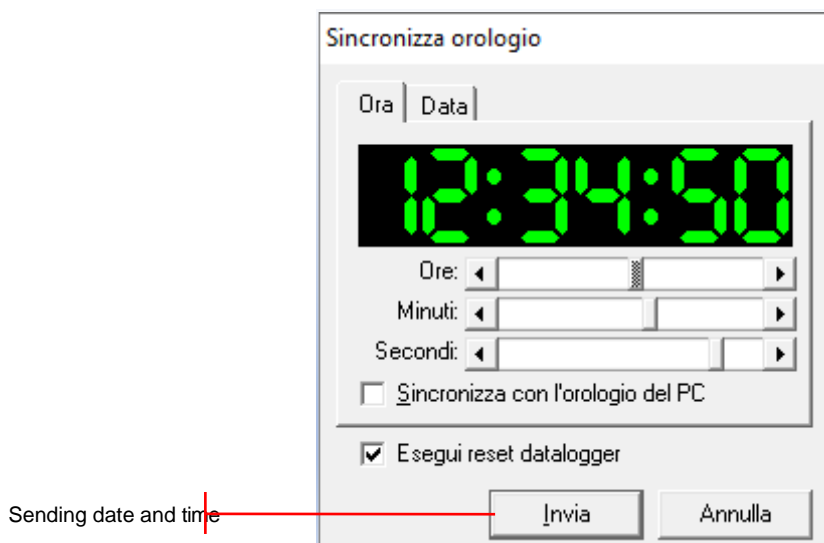 Sincronizza orologio
Ora Data
12:34:50
Ore:
Minuti:
Secondi:
Sincronizza con l'orologio del PC
Esegui reset datalogger
Sending date and time
Invia Annulla